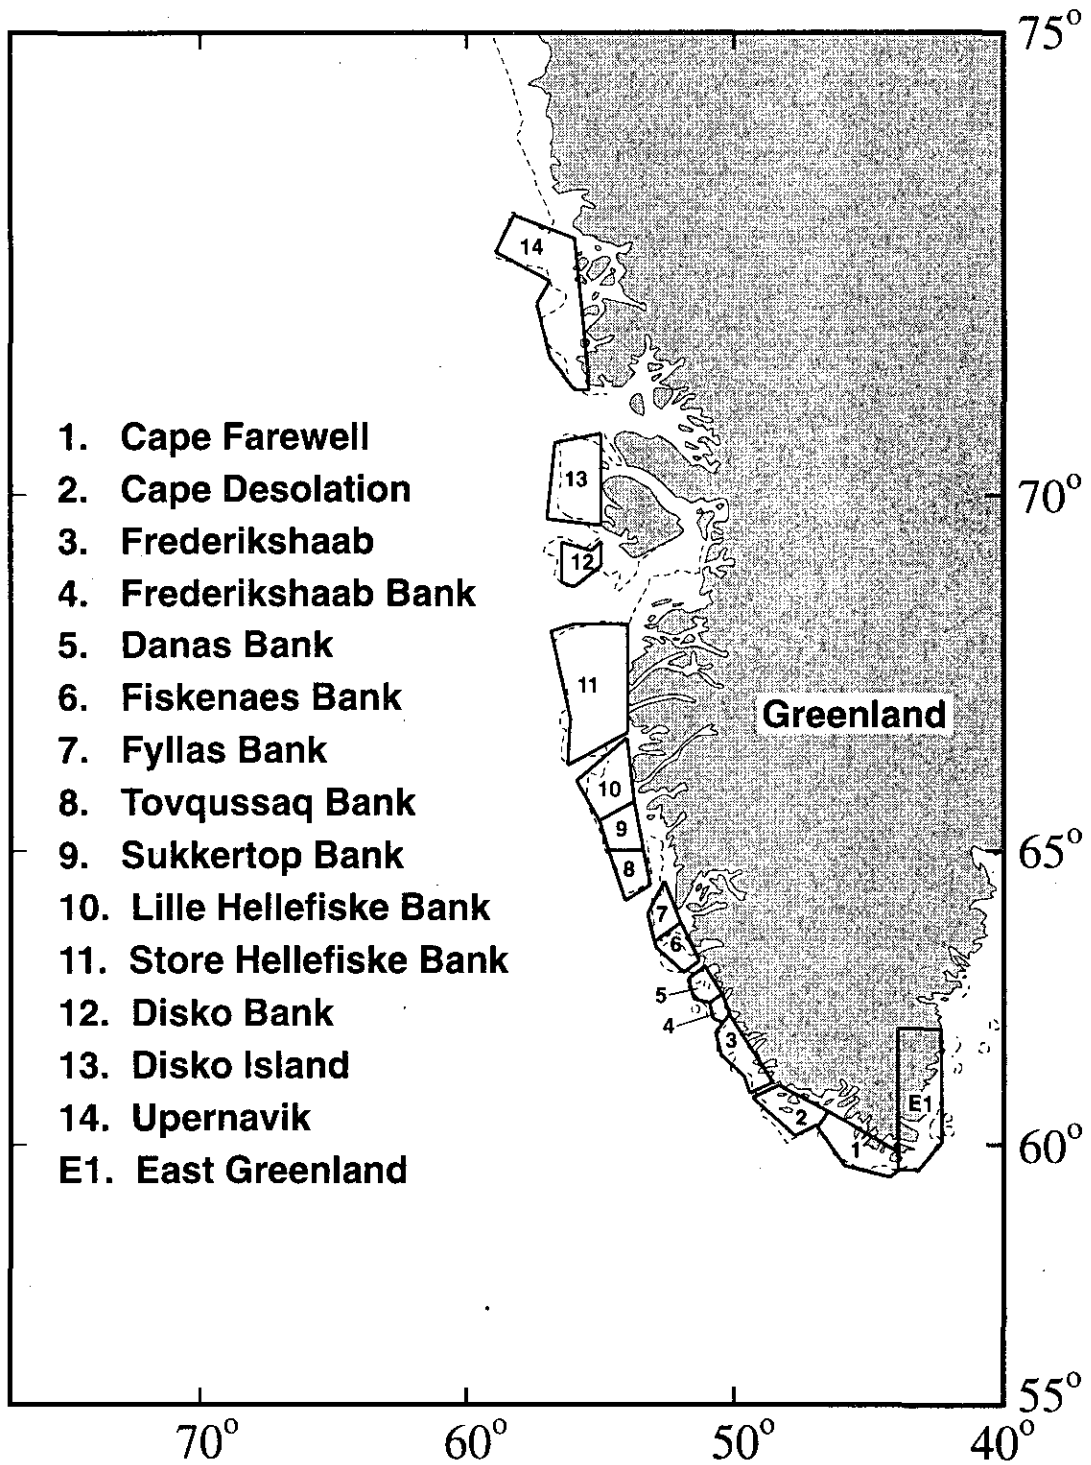 75°
14
1. Cape Farewell
13
2. Cape Desolation
70°
3. Frederikshaab
12
4. Frederikshaab Bank
5. Danas Bank
11
6. Fiskenaes Bank
Greenland
7. Fyllas Bank
10
8. Tovqussaq Bank
9
9. Sukkertop Bank
65°
8
10. Lille Hellefiske Bank
7
6
11. Store Hellefiske Bank
5
12. Disko Bank
4
3
13. Disko Island
E1
14. Upernavik
2
1
60°
E1. East Greenland
55°
70° 60° 50° 40°